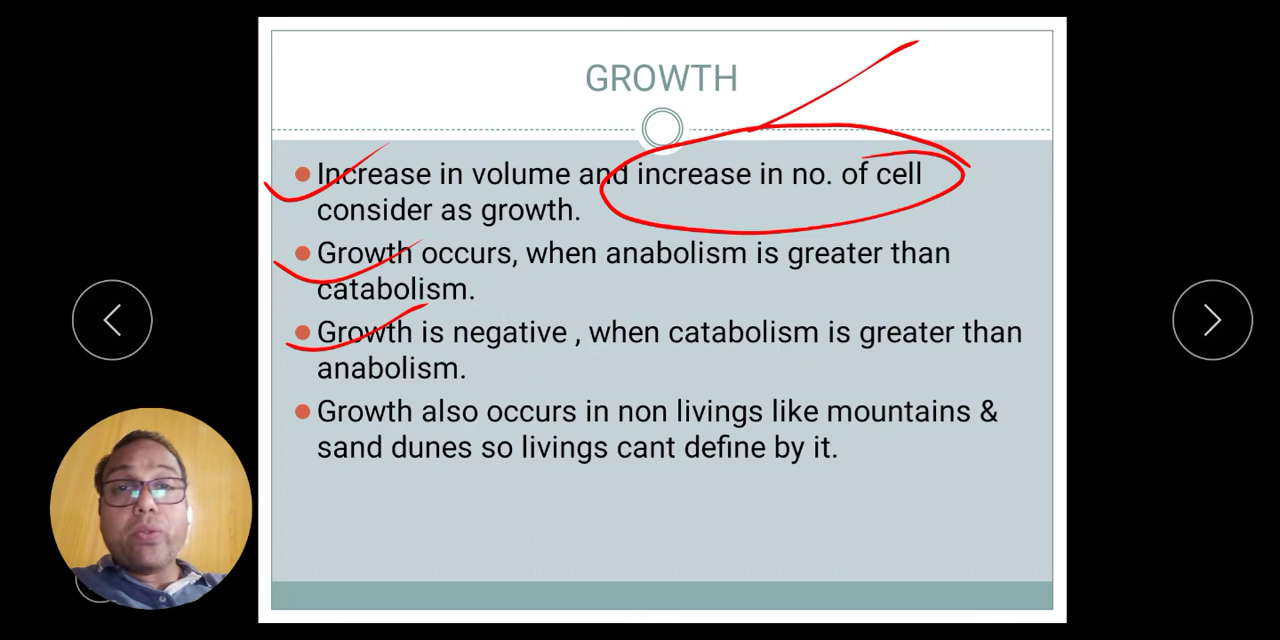 GROWTH
Increase in volume and increase in no. of cell
consider as growth.
Growth occurs, when anabolism is greater than
catabolism.
Growth is negative , when catabolism is greater than
anabolism.
Growth also occurs in non livings like mountains &
sand dunes so livings cant define by it.